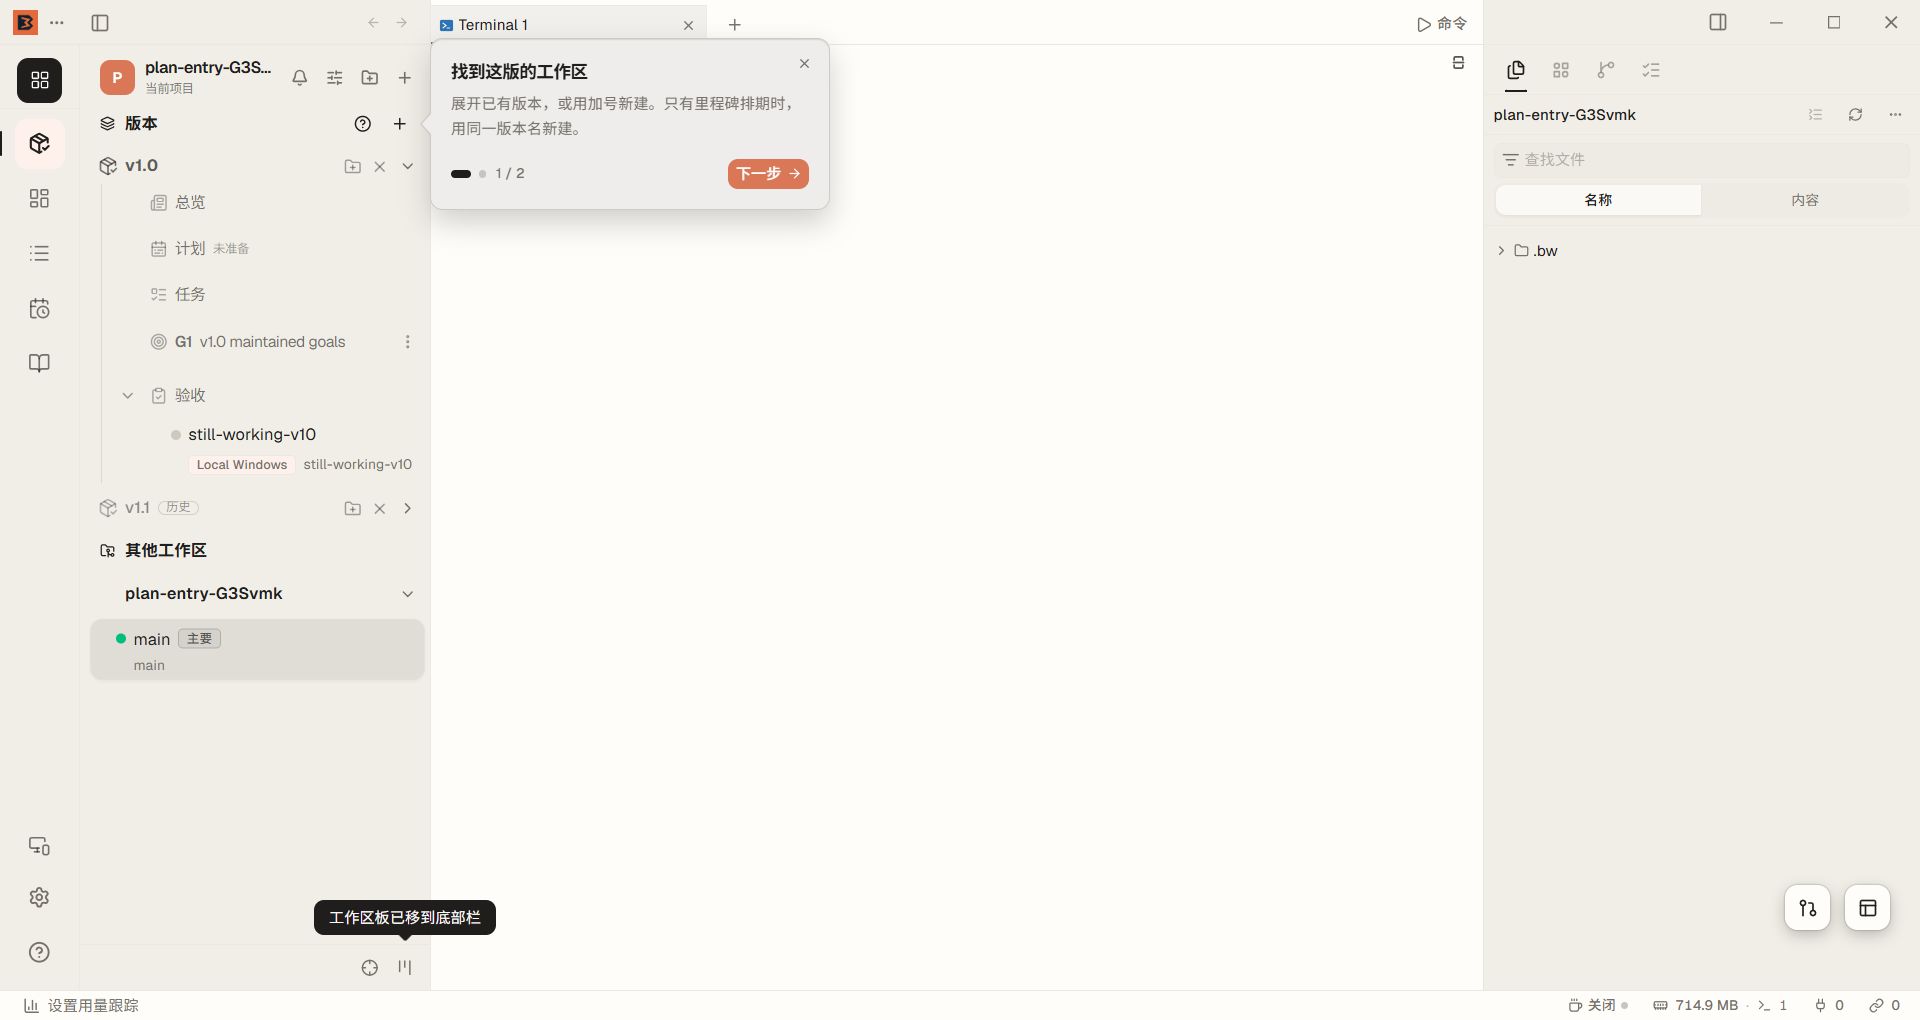 Terminal 1
命令
P
plan-entry-G3S...
当前项目
版本
v1.0
总览
计划 未准备
任务
G1 v1.0 maintained goals
验收
still-working-v10
Local Windows still-working-v10
v1.1 历史
其他工作区
plan-entry-G3Svmk
main 主要
main
工作区板已移到底部栏
找到这版的工作区
展开已有版本，或用加号新建。只有里程碑排期时，
用同一版本名新建。
1 / 2
下一步
plan-entry-G3Svmk
查找文件
名称
内容
.bw
设置用量跟踪
关闭
714.9 MB · 1
0
0